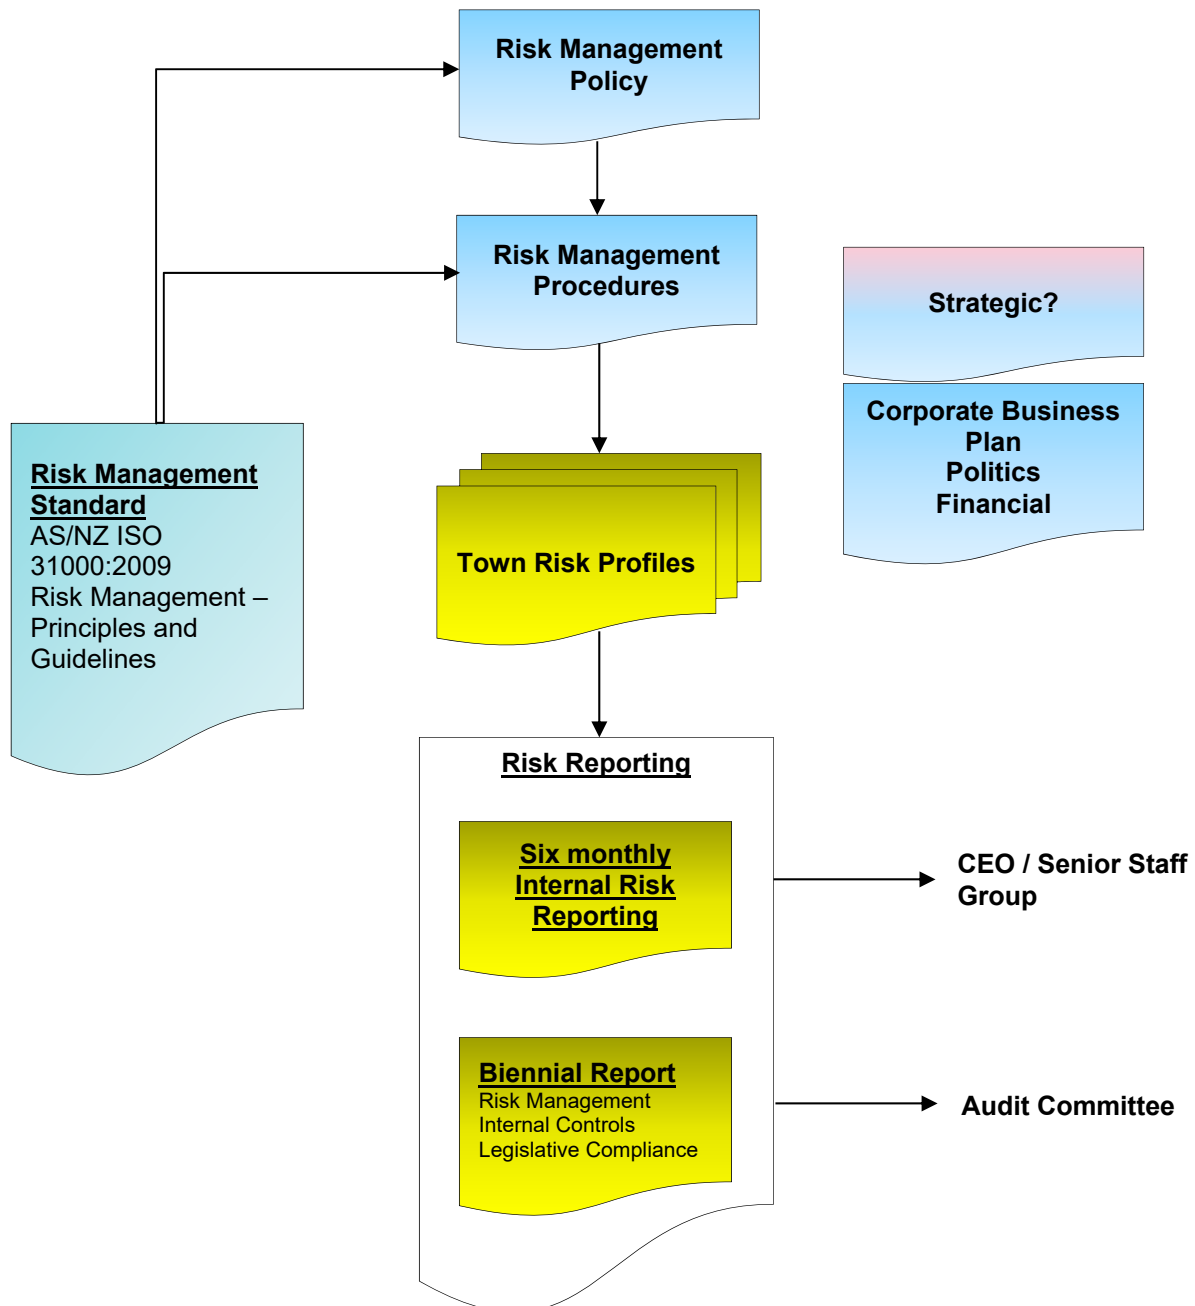 Risk Management
Policy
Risk Management
Procedures
Strategic?
Corporate Business
Plan
Politics
Financial
Risk Management
Standard
AS/NZ ISO
31000:2009
Risk Management –
Principles and
Guidelines
Town Risk Profiles
Risk Reporting
Six monthly
Internal Risk
Reporting
CEO / Senior Staff
Group
Biennial Report
Risk Management
Internal Controls
Legislative Compliance
Audit Committee